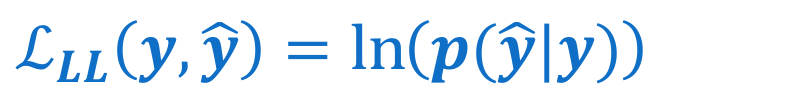 ℒ_LL(y, ŷ) = ln(p(ŷ|y))